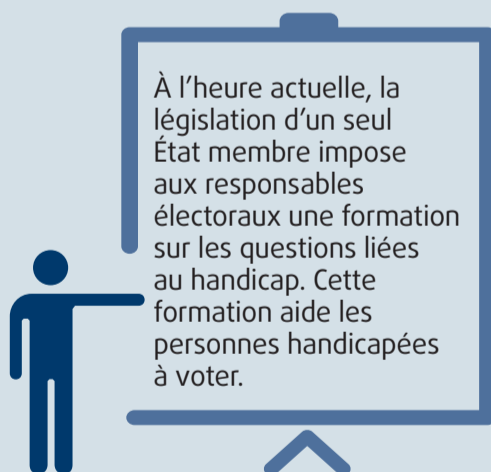 À l’heure actuelle, la
législation d’un seul
État membre impose
aux responsables
électoraux une formation
sur les questions liées
au handicap. Cette
formation aide les
personnes handicapées
à voter.